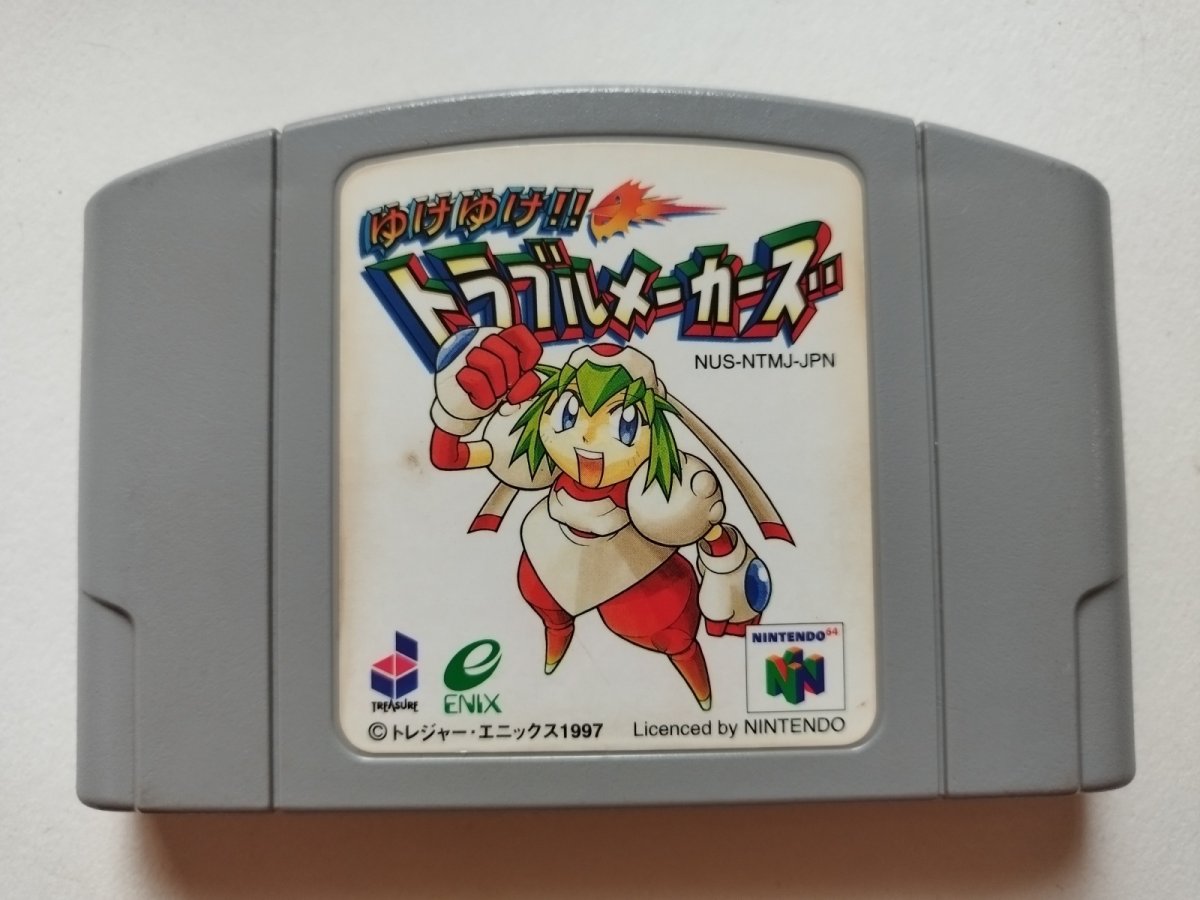 ゆけゆけ!!
トラブルメーカーズ
NUS-NTMJ-JPN
NINTENDO64
TREASURE
ENIX
©トレジャー・エニックス1997
Licenced by NINTENDO